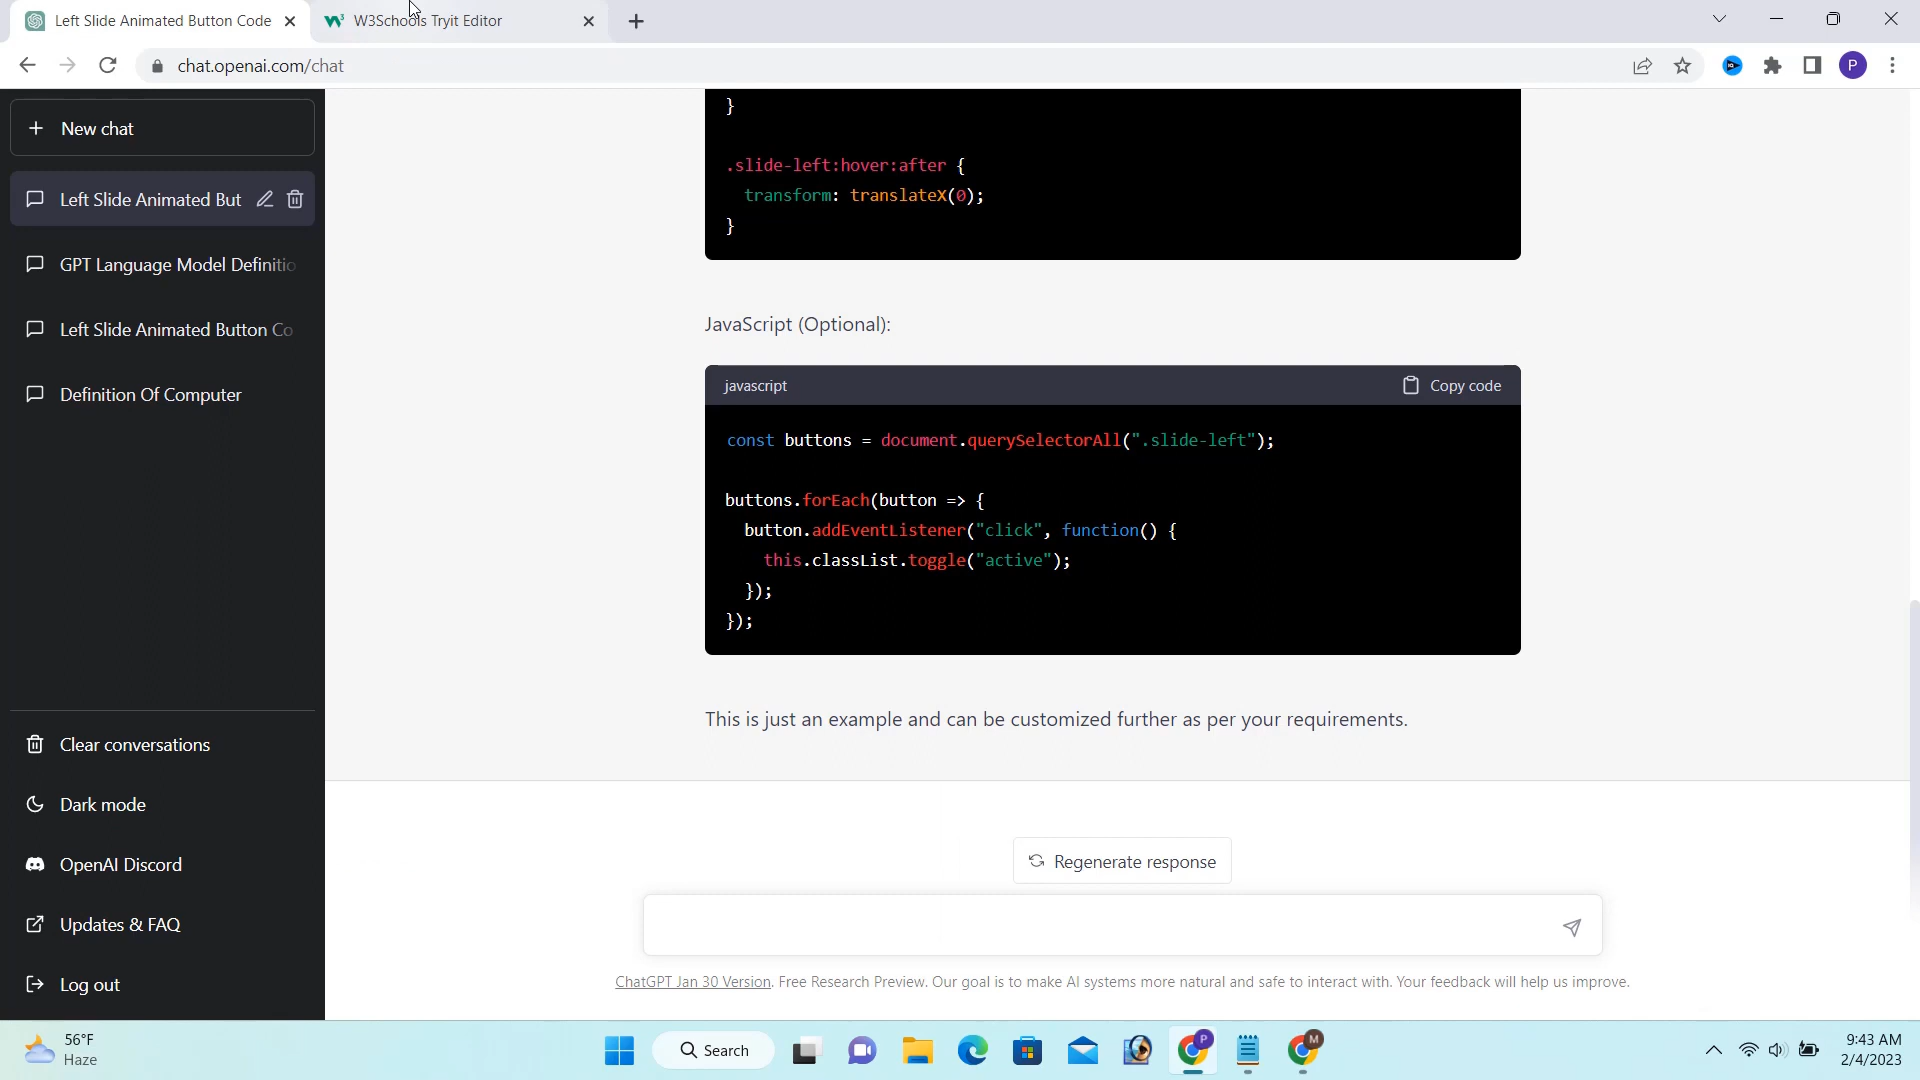 Left Slide Animated Button Code
W3Schools Tryit Editor
chat.openai.com/chat
P
New chat
Left Slide Animated But
GPT Language Model Definitio
Left Slide Animated Button Co
Definition Of Computer
Clear conversations
Dark mode
OpenAI Discord
Updates & FAQ
Log out
}
.slide-left:hover:after {
transform: translateX(0);
}
JavaScript (Optional):
javascript
Copy code
const buttons = document.querySelectorAll(".slide-left");
buttons.forEach(button => {
button.addEventListener("click", function() {
this.classList.toggle("active");
});
});
This is just an example and can be customized further as per your requirements.
Regenerate response
ChatGPT Jan 30 Version. Free Research Preview. Our goal is to make AI systems more natural and safe to interact with. Your feedback will help us improve.
56°F
Haze
Search
P
M
9:43 AM
2/4/2023